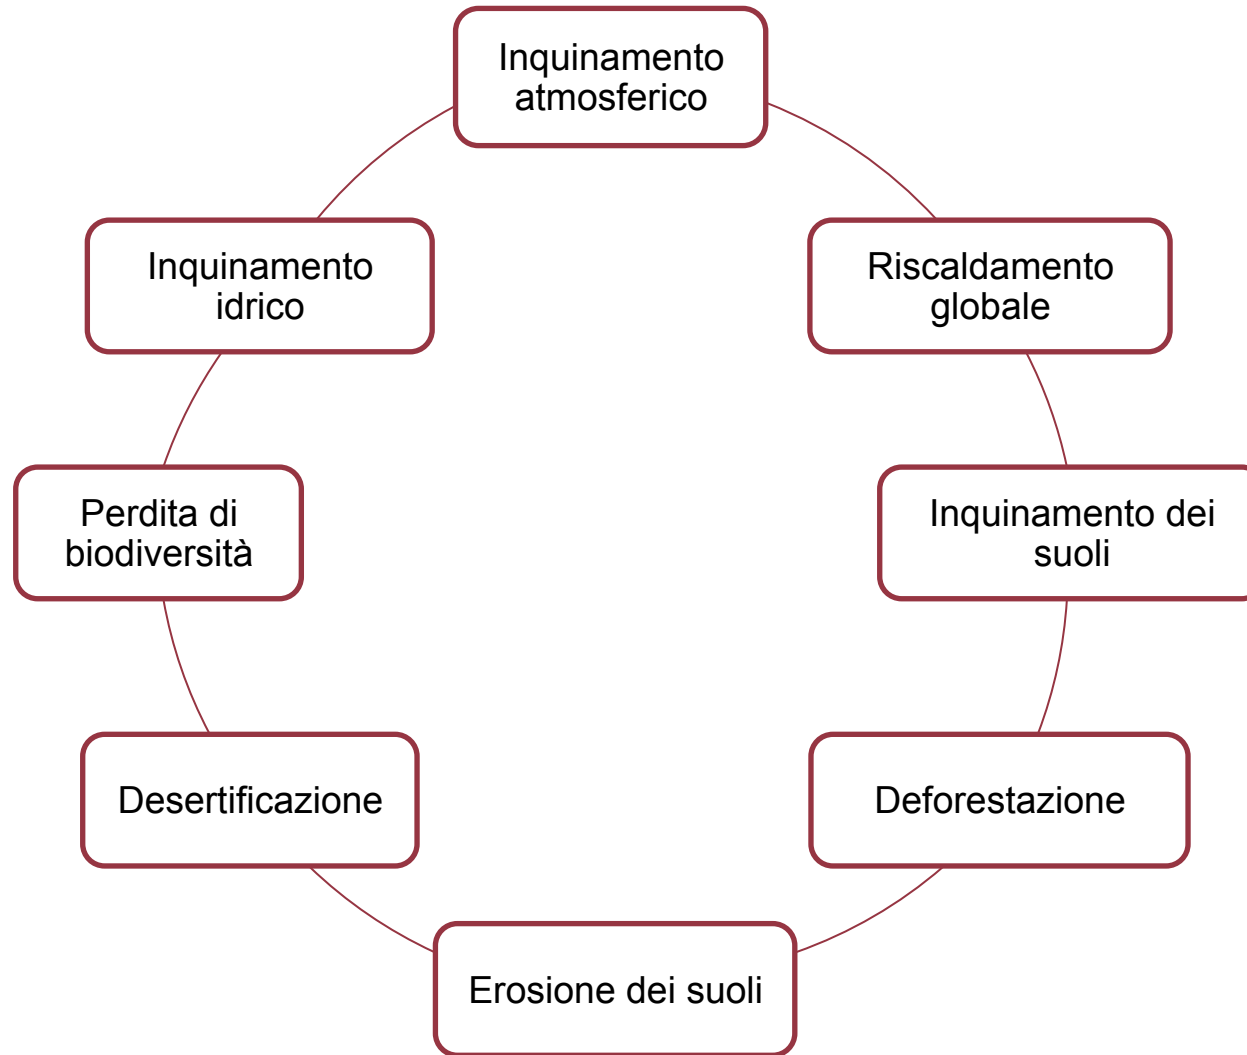 Inquinamento
atmosferico
Riscaldamento
globale
Inquinamento dei
suoli
Deforestazione
Erosione dei suoli
Desertificazione
Perdita di
biodiversità
Inquinamento
idrico